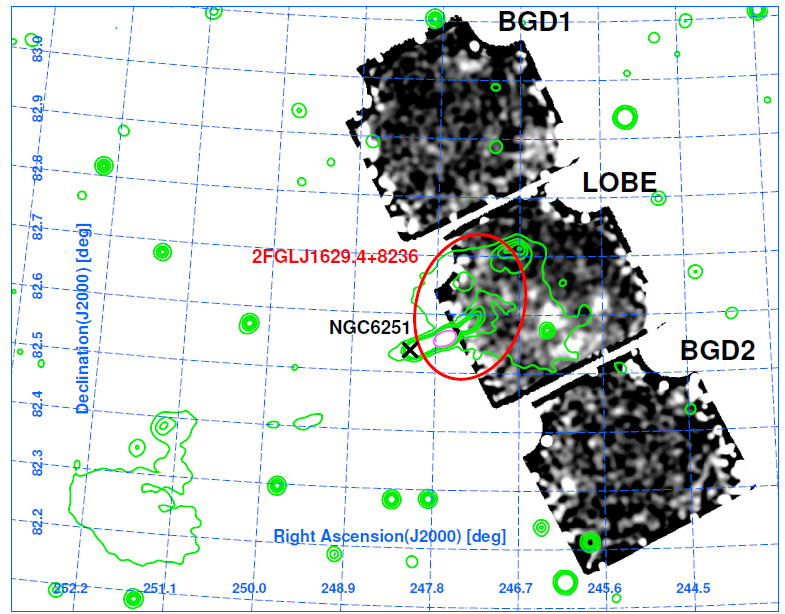 BGD1
83.0
82.9
82.8
LOBE
82.7
2FGLJ1629.4+8236
82.6
NGC6251
82.5
BGD2
Declination(J2000) [deg]
82.4
82.3
82.2
Right Ascension(J2000) [deg]
252.2 251.1 250.0 248.9 247.8 246.7 245.6 244.5